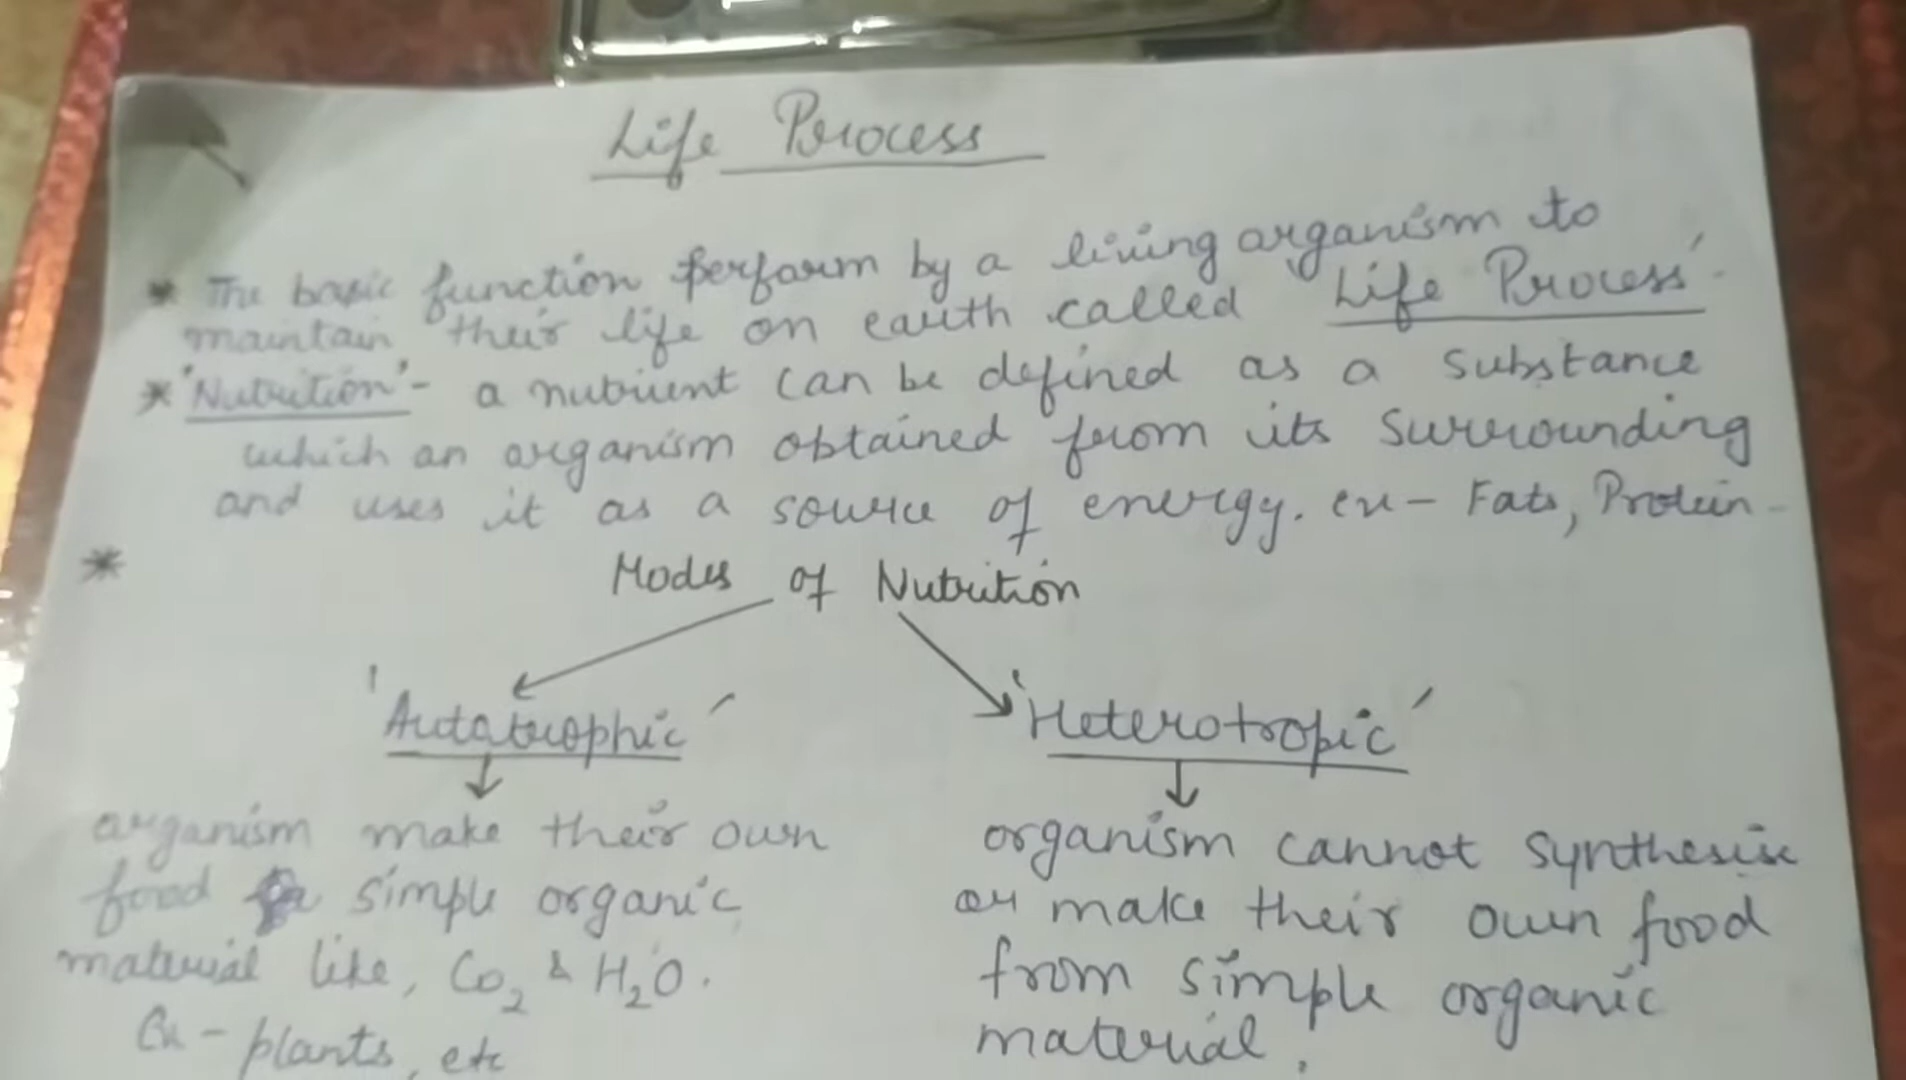 Life Process
* The basic function perform by a living organism to
maintain their life on earth called 'Life Process'.
* 'Nutrition' - a nutrient can be defined as a substance
which an organism obtained from its surrounding
and uses it as a source of energy. ex - Fats, Protein -
*
Modes of Nutrition
'Autotrophic'
'Heterotropic'
organism make their own
food simple organic
material like, Co2 & H2O.
Ex - plants, etc
organism cannot synthesise
or make their own food
from simple organic
material.